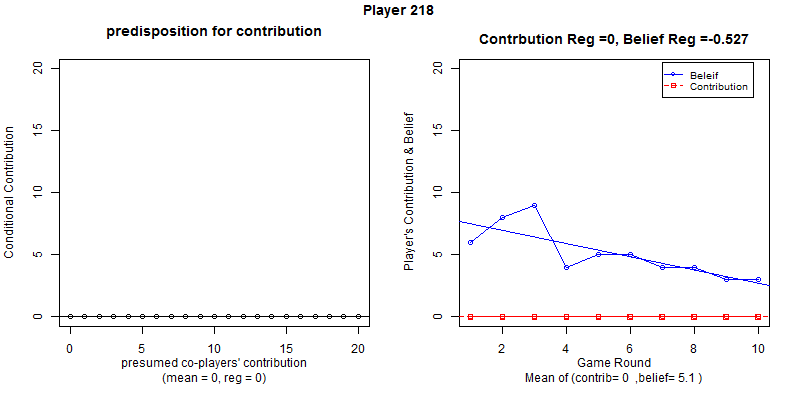 Player 218
predisposition for contribution
Conditional Contribution
20
15
10
5
0
0 5 10 15 20
presumed co-players' contribution
(mean = 0, reg = 0)
Contrbution Reg =0, Belief Reg =-0.527
Player's Contribution & Belief
20
15
10
5
0
Beleif
Contribution
2 4 6 8 10
Game Round
Mean of (contrib= 0 ,belief= 5.1 )